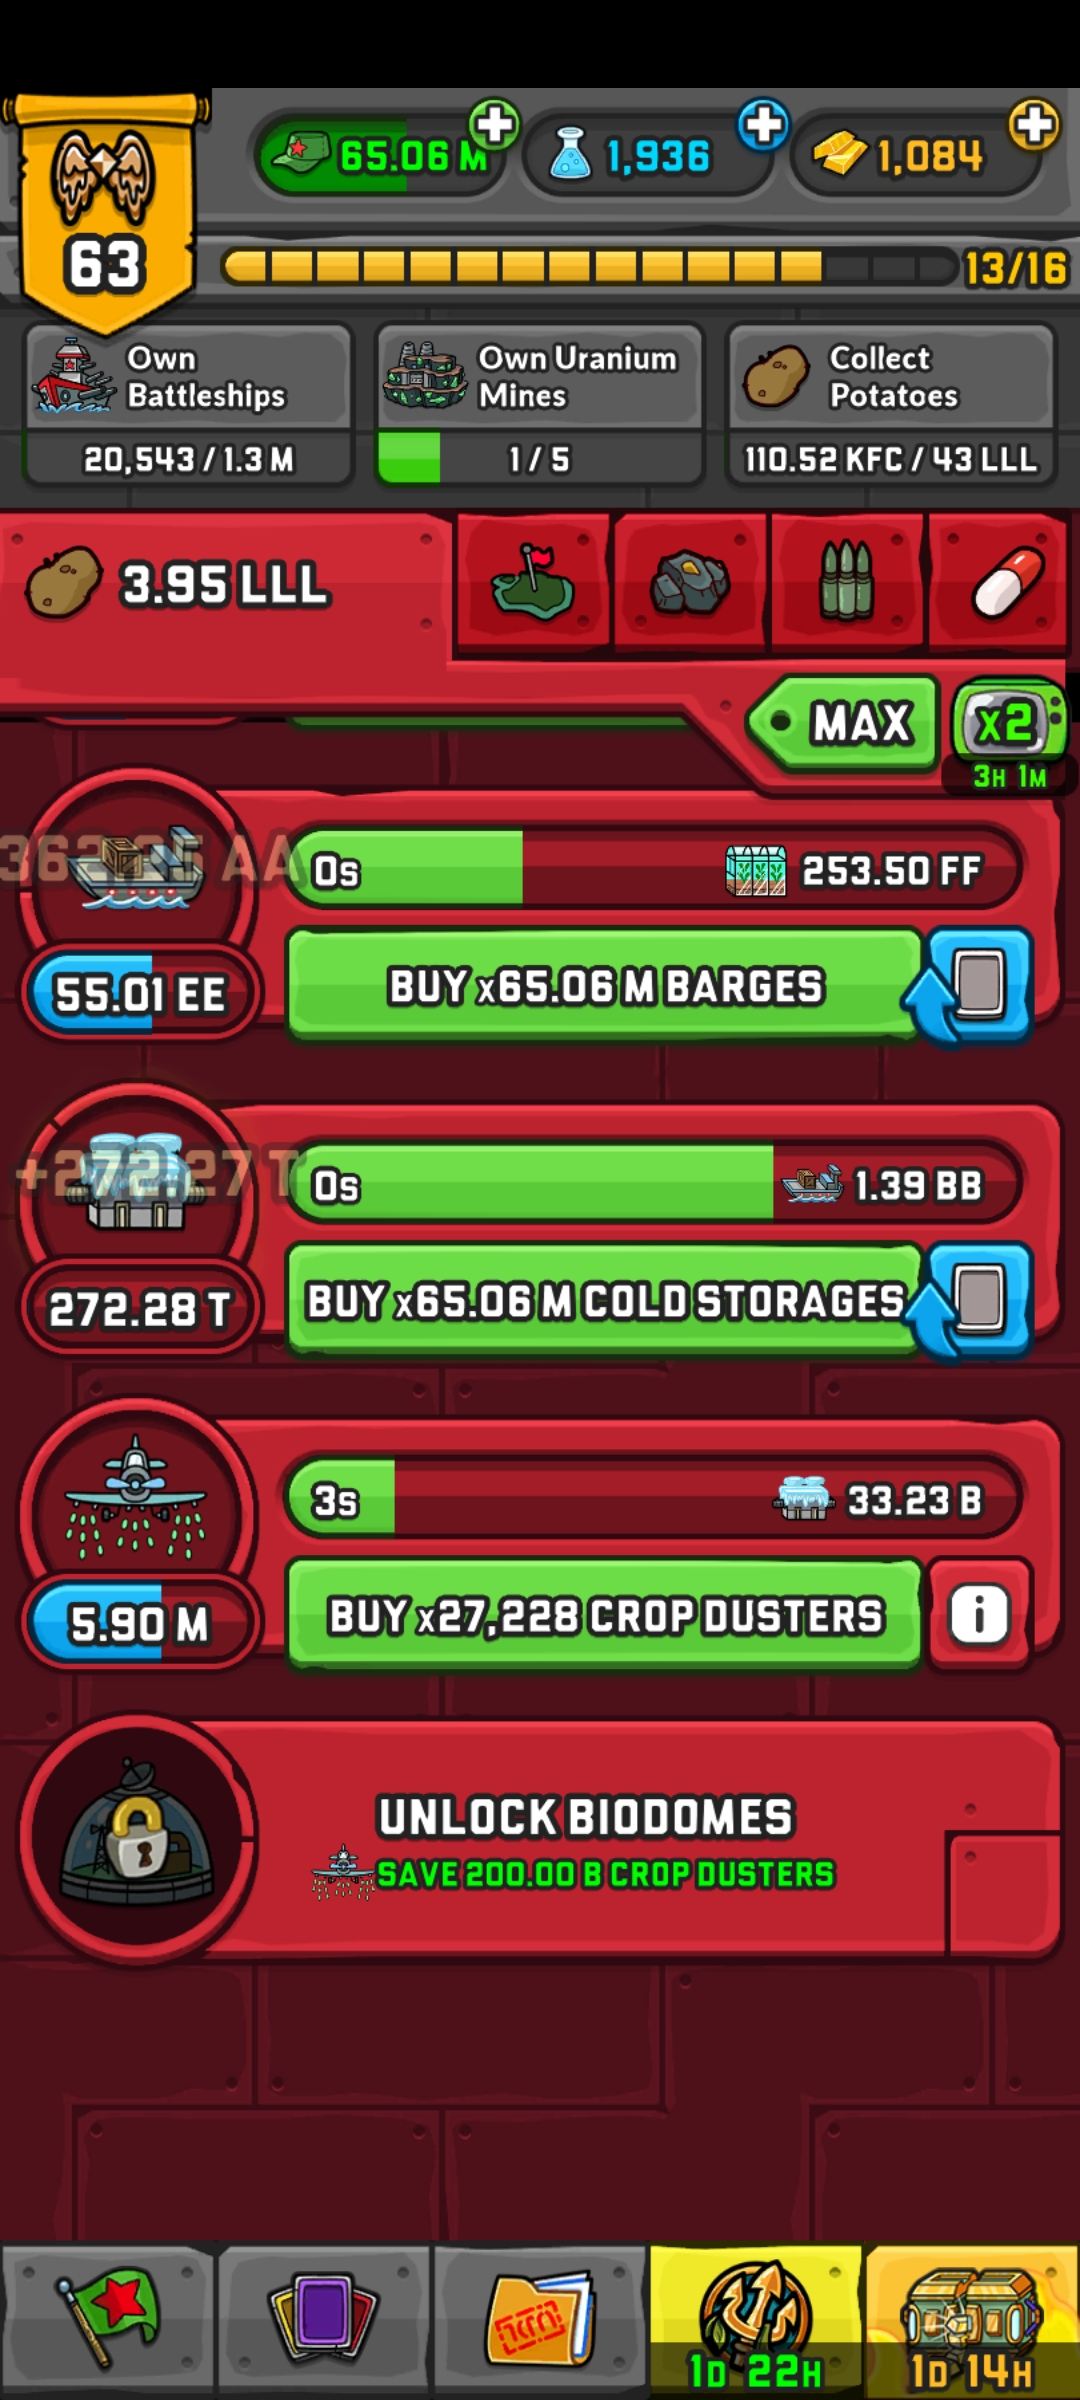 65.06 M
1,936
1,084
63
13/16
Own
Battleships
20,543 / 1.3 M
Own Uranium
Mines
1 / 5
Collect
Potatoes
110.52 KFC / 43 LLL
3.95 LLL
MAX
x2
3H 1M
0s
253.50 FF
55.01 EE
BUY x65.06 M BARGES
+272.27 T
0s
1.39 BB
272.28 T
BUY x65.06 M COLD STORAGES
3s
33.23 B
5.90 M
BUY x27,228 CROP DUSTERS
i
UNLOCK BIODOMES
SAVE 200.00 B CROP DUSTERS
1D 22H
1D 14H